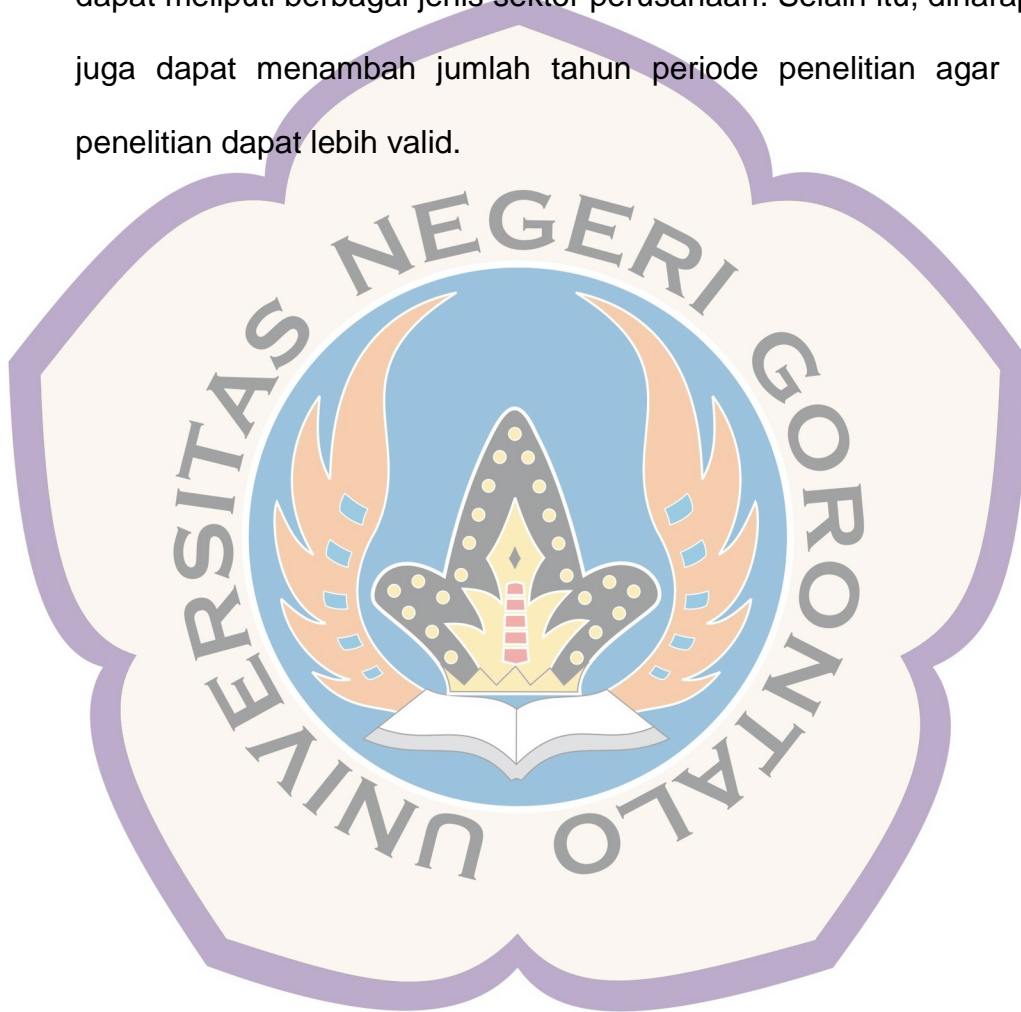 dapat meliputi berbagai jenis sektor perusahaan. Selain itu, diharap
juga dapat menambah jumlah tahun periode penelitian agar
penelitian dapat lebih valid.
UNIVERSITAS NEGERI GORONTALO